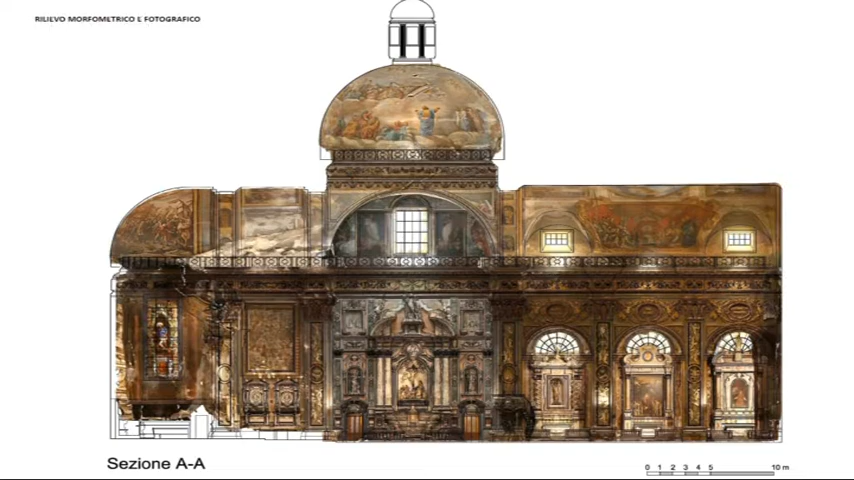 RILIEVO MORFOMETRICO E FOTOGRAFICO
Sezione A-A
0 1 2 3 4 5 10 m